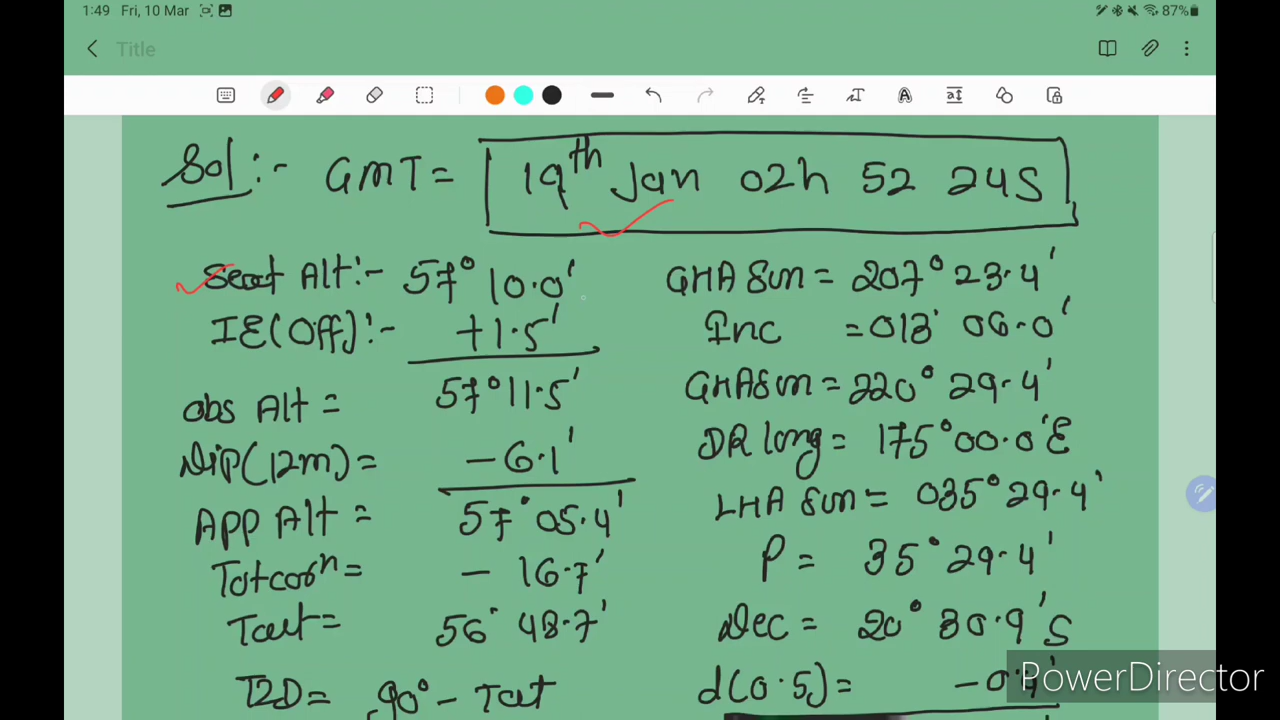 1:49 Fri, 10 Mar
87%
Title
Sol:- GMT = 19th Jan 02h 52 24S
Sext Alt:- 57° 10.0'
IE(Off):- +1.5'
57° 11.5'
obs Alt =
Dip(12m) = -6.1'
App Alt = 57° 05.4'
Tot corrn = - 16.7'
Talt = 56° 48.7'
TZD = 90° - Talt
GHA Sun = 207° 23.4'
Inc = 013° 06.0'
GHA Sun = 220° 29.4'
DR long = 175° 00.0' E
LHA Sun = 035° 29.4'
P = 35° 29.4'
Dec = 20° 30.9' S
d(0.5) = -0.4'
PowerDirector